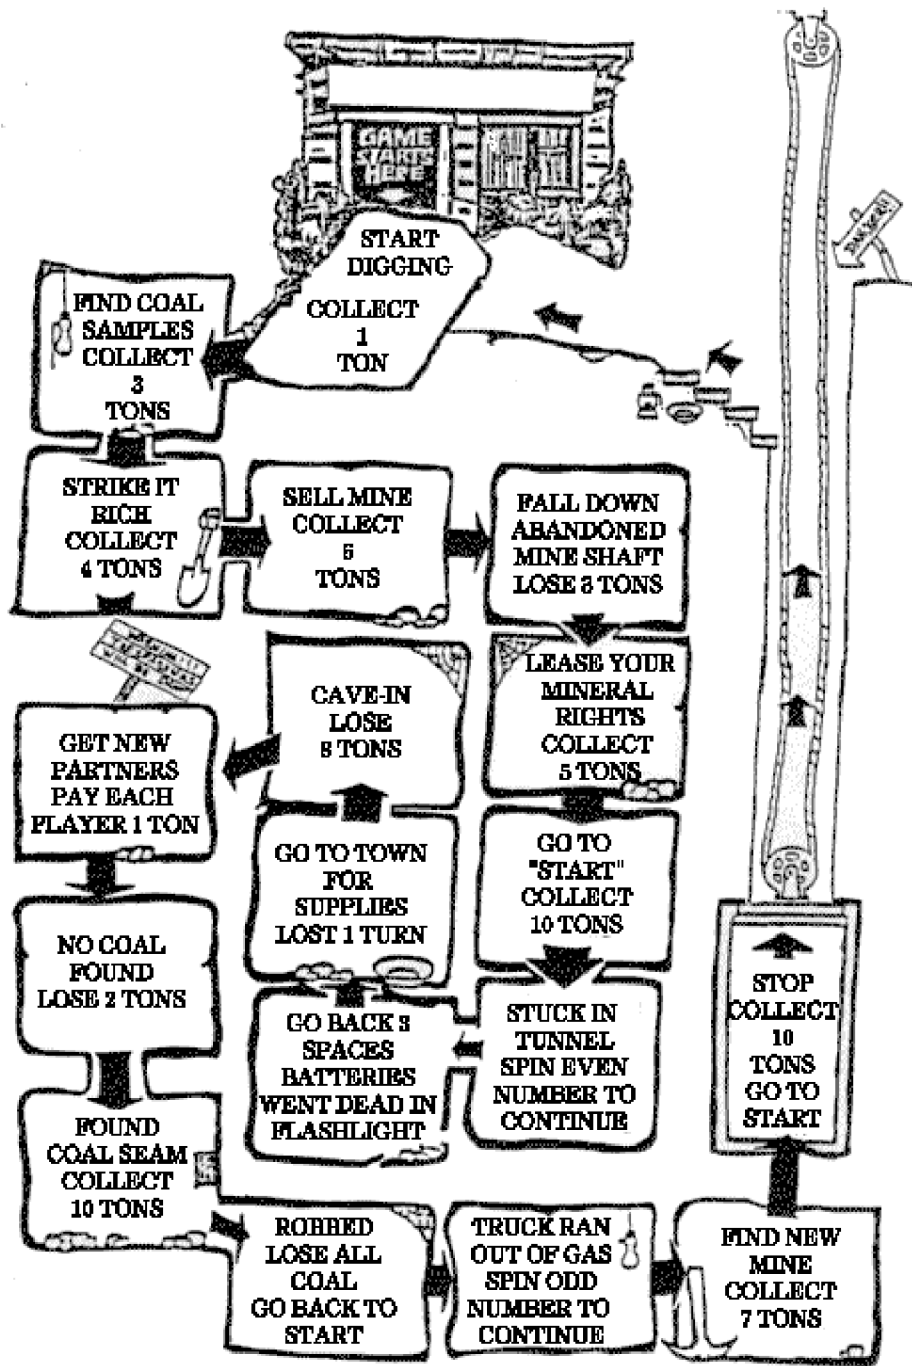 GAME
STARTS
HERE
START
DIGGING
COLLECT
1
TON
DANGER!!
FIND COAL
SAMPLES
COLLECT
3
TONS
STRIKE IT
RICH
COLLECT
4 TONS
SELL MINE
COLLECT
5
TONS
FALL DOWN
ABANDONED
MINE SHAFT
LOSE 3 TONS
LEASE YOUR
MINERAL
RIGHTS
COLLECT
5 TONS
GO TO
"START"
COLLECT
10 TONS
STUCK IN
TUNNEL
SPIN EVEN
NUMBER TO
CONTINUE
GO BACK 3
SPACES
BATTERIES
WENT DEAD IN
FLASHLIGHT
GO TO TOWN
FOR
SUPPLIES
LOST 1 TURN
CAVE-IN
LOSE
8 TONS
WARNING!!!
TRESPASSERS
WILL BE
GET NEW
PARTNERS
PAY EACH
PLAYER 1 TON
NO COAL
FOUND
LOSE 2 TONS
FOUND
COAL SEAM
COLLECT
10 TONS
ROBBED
LOSE ALL
COAL
GO BACK TO
START
TRUCK RAN
OUT OF GAS
SPIN ODD
NUMBER TO
CONTINUE
FIND NEW
MINE
COLLECT
7 TONS
STOP
COLLECT
10
TONS
GO TO
START